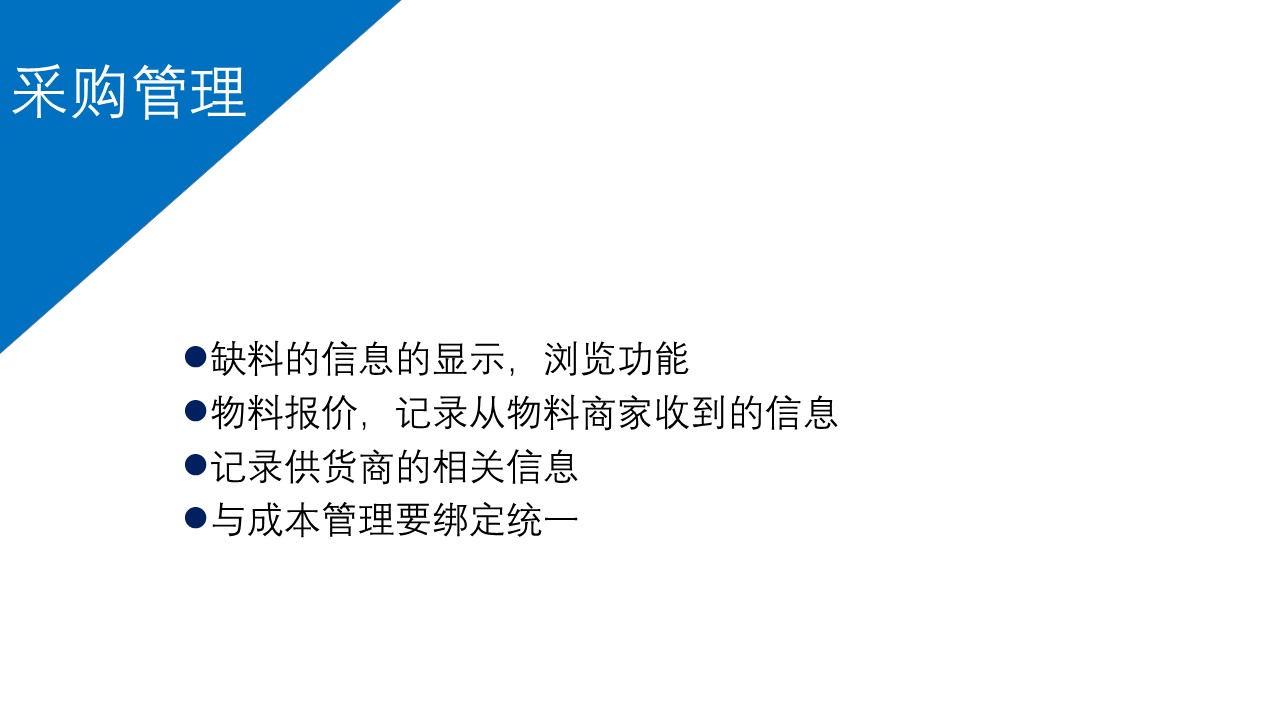 采购管理
●缺料的信息的显示，浏览功能
●物料报价，记录从物料商家收到的信息
●记录供货商的相关信息
●与成本管理要绑定统一